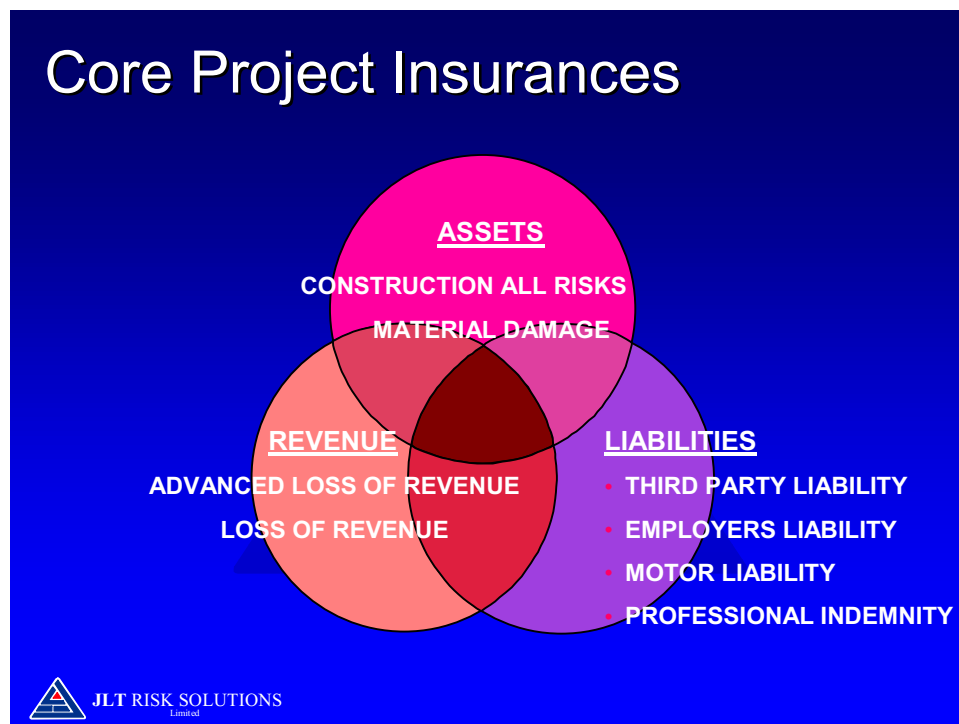 Core Project Insurances
ASSETS
CONSTRUCTION ALL RISKS
MATERIAL DAMAGE
REVENUE
ADVANCED LOSS OF REVENUE
LOSS OF REVENUE
LIABILITIES
• THIRD PARTY LIABILITY
• EMPLOYERS LIABILITY
• MOTOR LIABILITY
• PROFESSIONAL INDEMNITY
JLT RISK SOLUTIONS
Limited